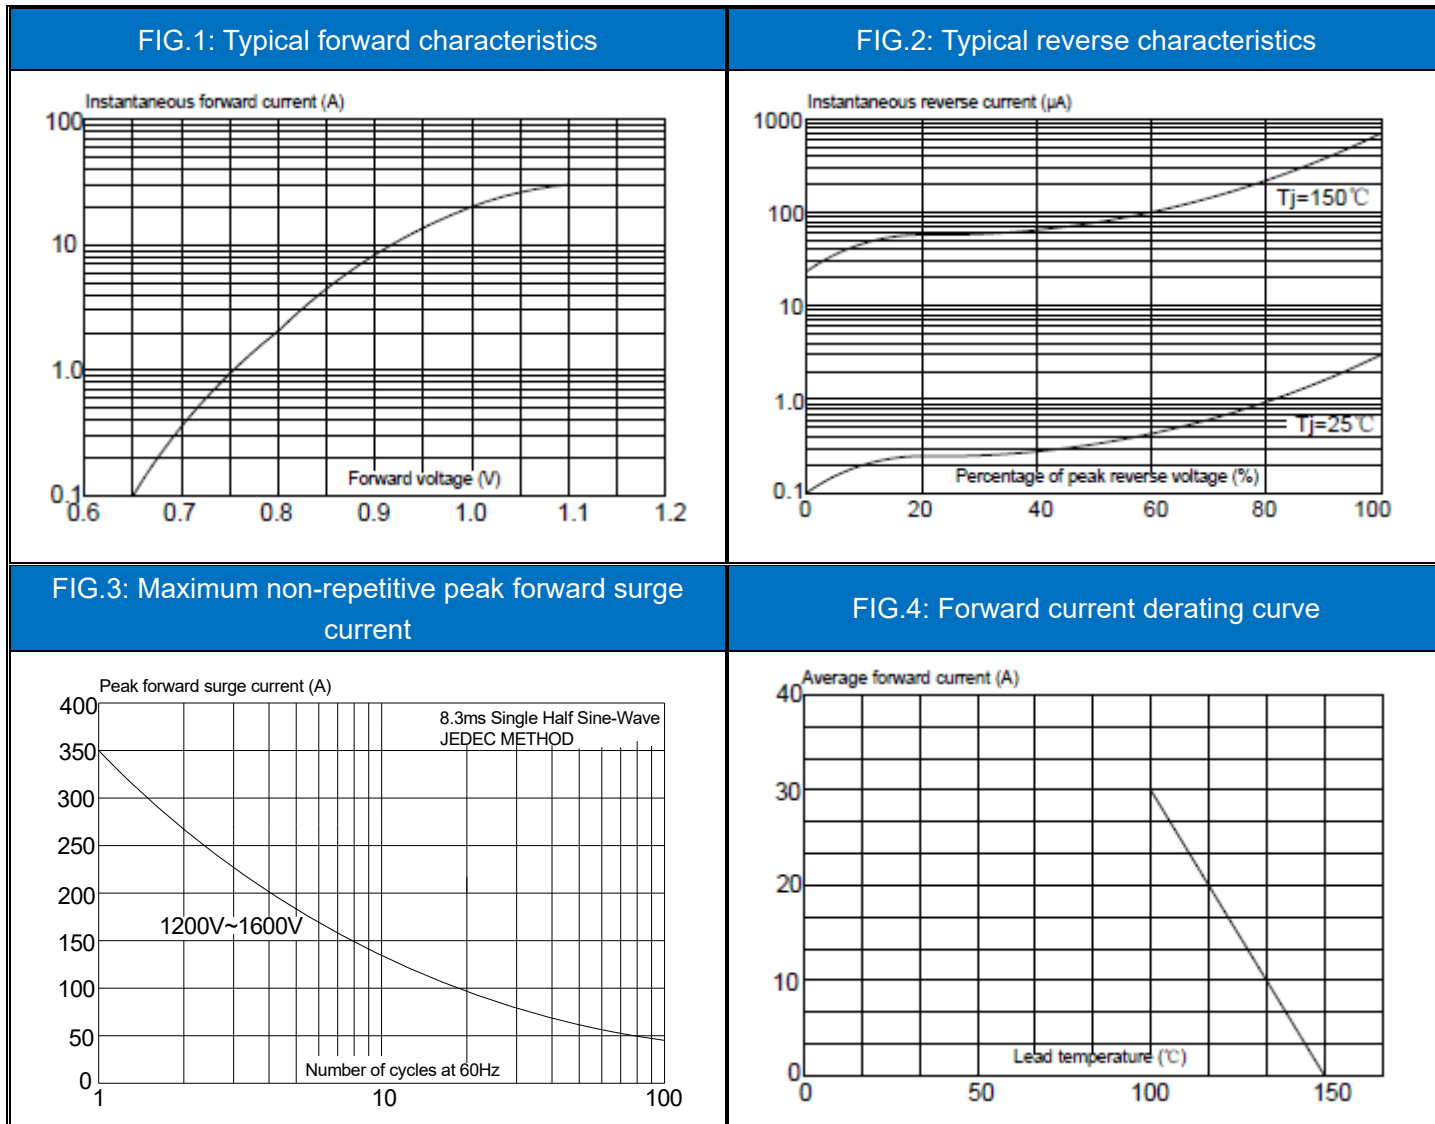 FIG.1: Typical forward characteristics
Instantaneous forward current (A)
100
10
1.0
0.1
Forward voltage (V)
0.6 0.7 0.8 0.9 1.0 1.1 1.2
FIG.2: Typical reverse characteristics
Instantaneous reverse current (μA)
1000
Tj=150℃
100
10
1.0
Tj=25℃
Percentage of peak reverse voltage (%)
0.1
0 20 40 60 80 100
FIG.3: Maximum non-repetitive peak forward surge
current
Peak forward surge current (A)
400
8.3ms Single Half Sine-Wave
JEDEC METHOD
350
300
250
200
1200V~1600V
150
100
50
Number of cycles at 60Hz
0
1 10 100
FIG.4: Forward current derating curve
Average forward current (A)
40
30
20
10
Lead temperature (℃)
0
0 50 100 150